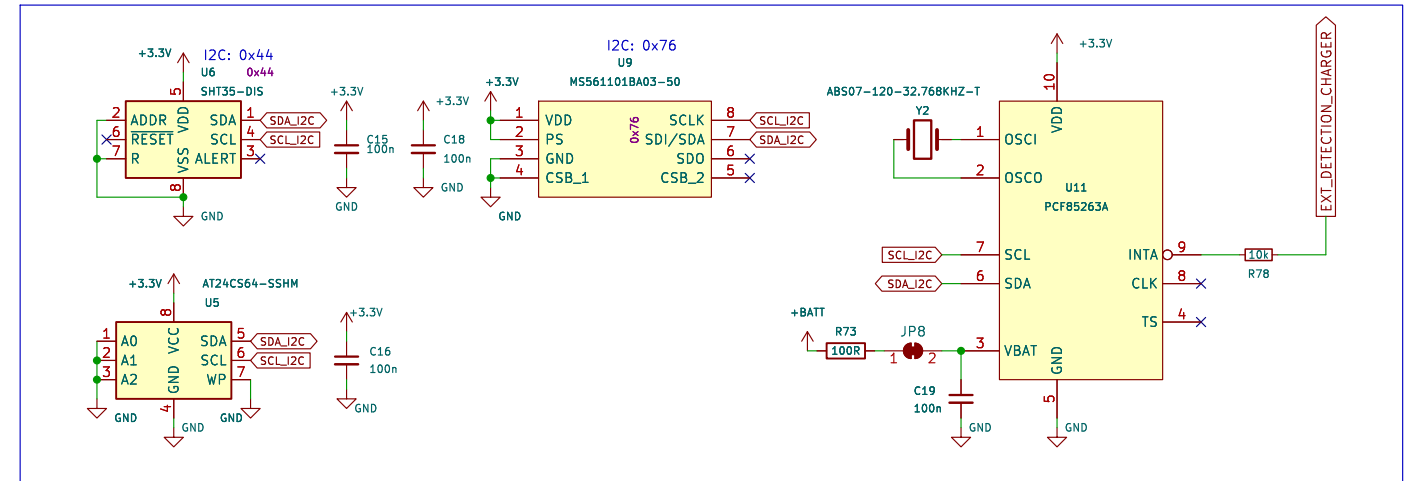 I2C: 0x44
+3.3V
U6
0x44
SHT35-DIS
5
VDD
2
ADDR
SDA
1
SDA_I2C
6
RESET
SCL
4
SCL_I2C
7
R
VSS
ALERT
3
8
GND
+3.3V
C15
100n
GND
+3.3V
C18
100n
GND
I2C: 0x76
U9
MS561101BA03-50
+3.3V
1
VDD
SCLK
8
SCL_I2C
2
PS
0x76
SDI/SDA
7
SDA_I2C
3
GND
SDO
6
4
CSB_1
CSB_2
5
GND
+3.3V
10
VDD
ABS07-120-32.768KHZ-T
Y2
1
OSCI
2
OSCO
U11
PCF85263A
SCL_I2C
7
SCL
INTA
9
10k
R78
EXT_DETECTION_CHARGER
SDA_I2C
6
SDA
CLK
8
TS
4
+BATT
R73
100R
JP8
1
2
3
VBAT
GND
5
C19
100n
GND
GND
+3.3V
AT24CS64-SSHM
U5
8
VCC
1
A0
SDA
5
SDA_I2C
2
A1
SCL
6
SCL_I2C
3
A2
GND
WP
7
4
GND
GND
GND
+3.3V
C16
100n
GND